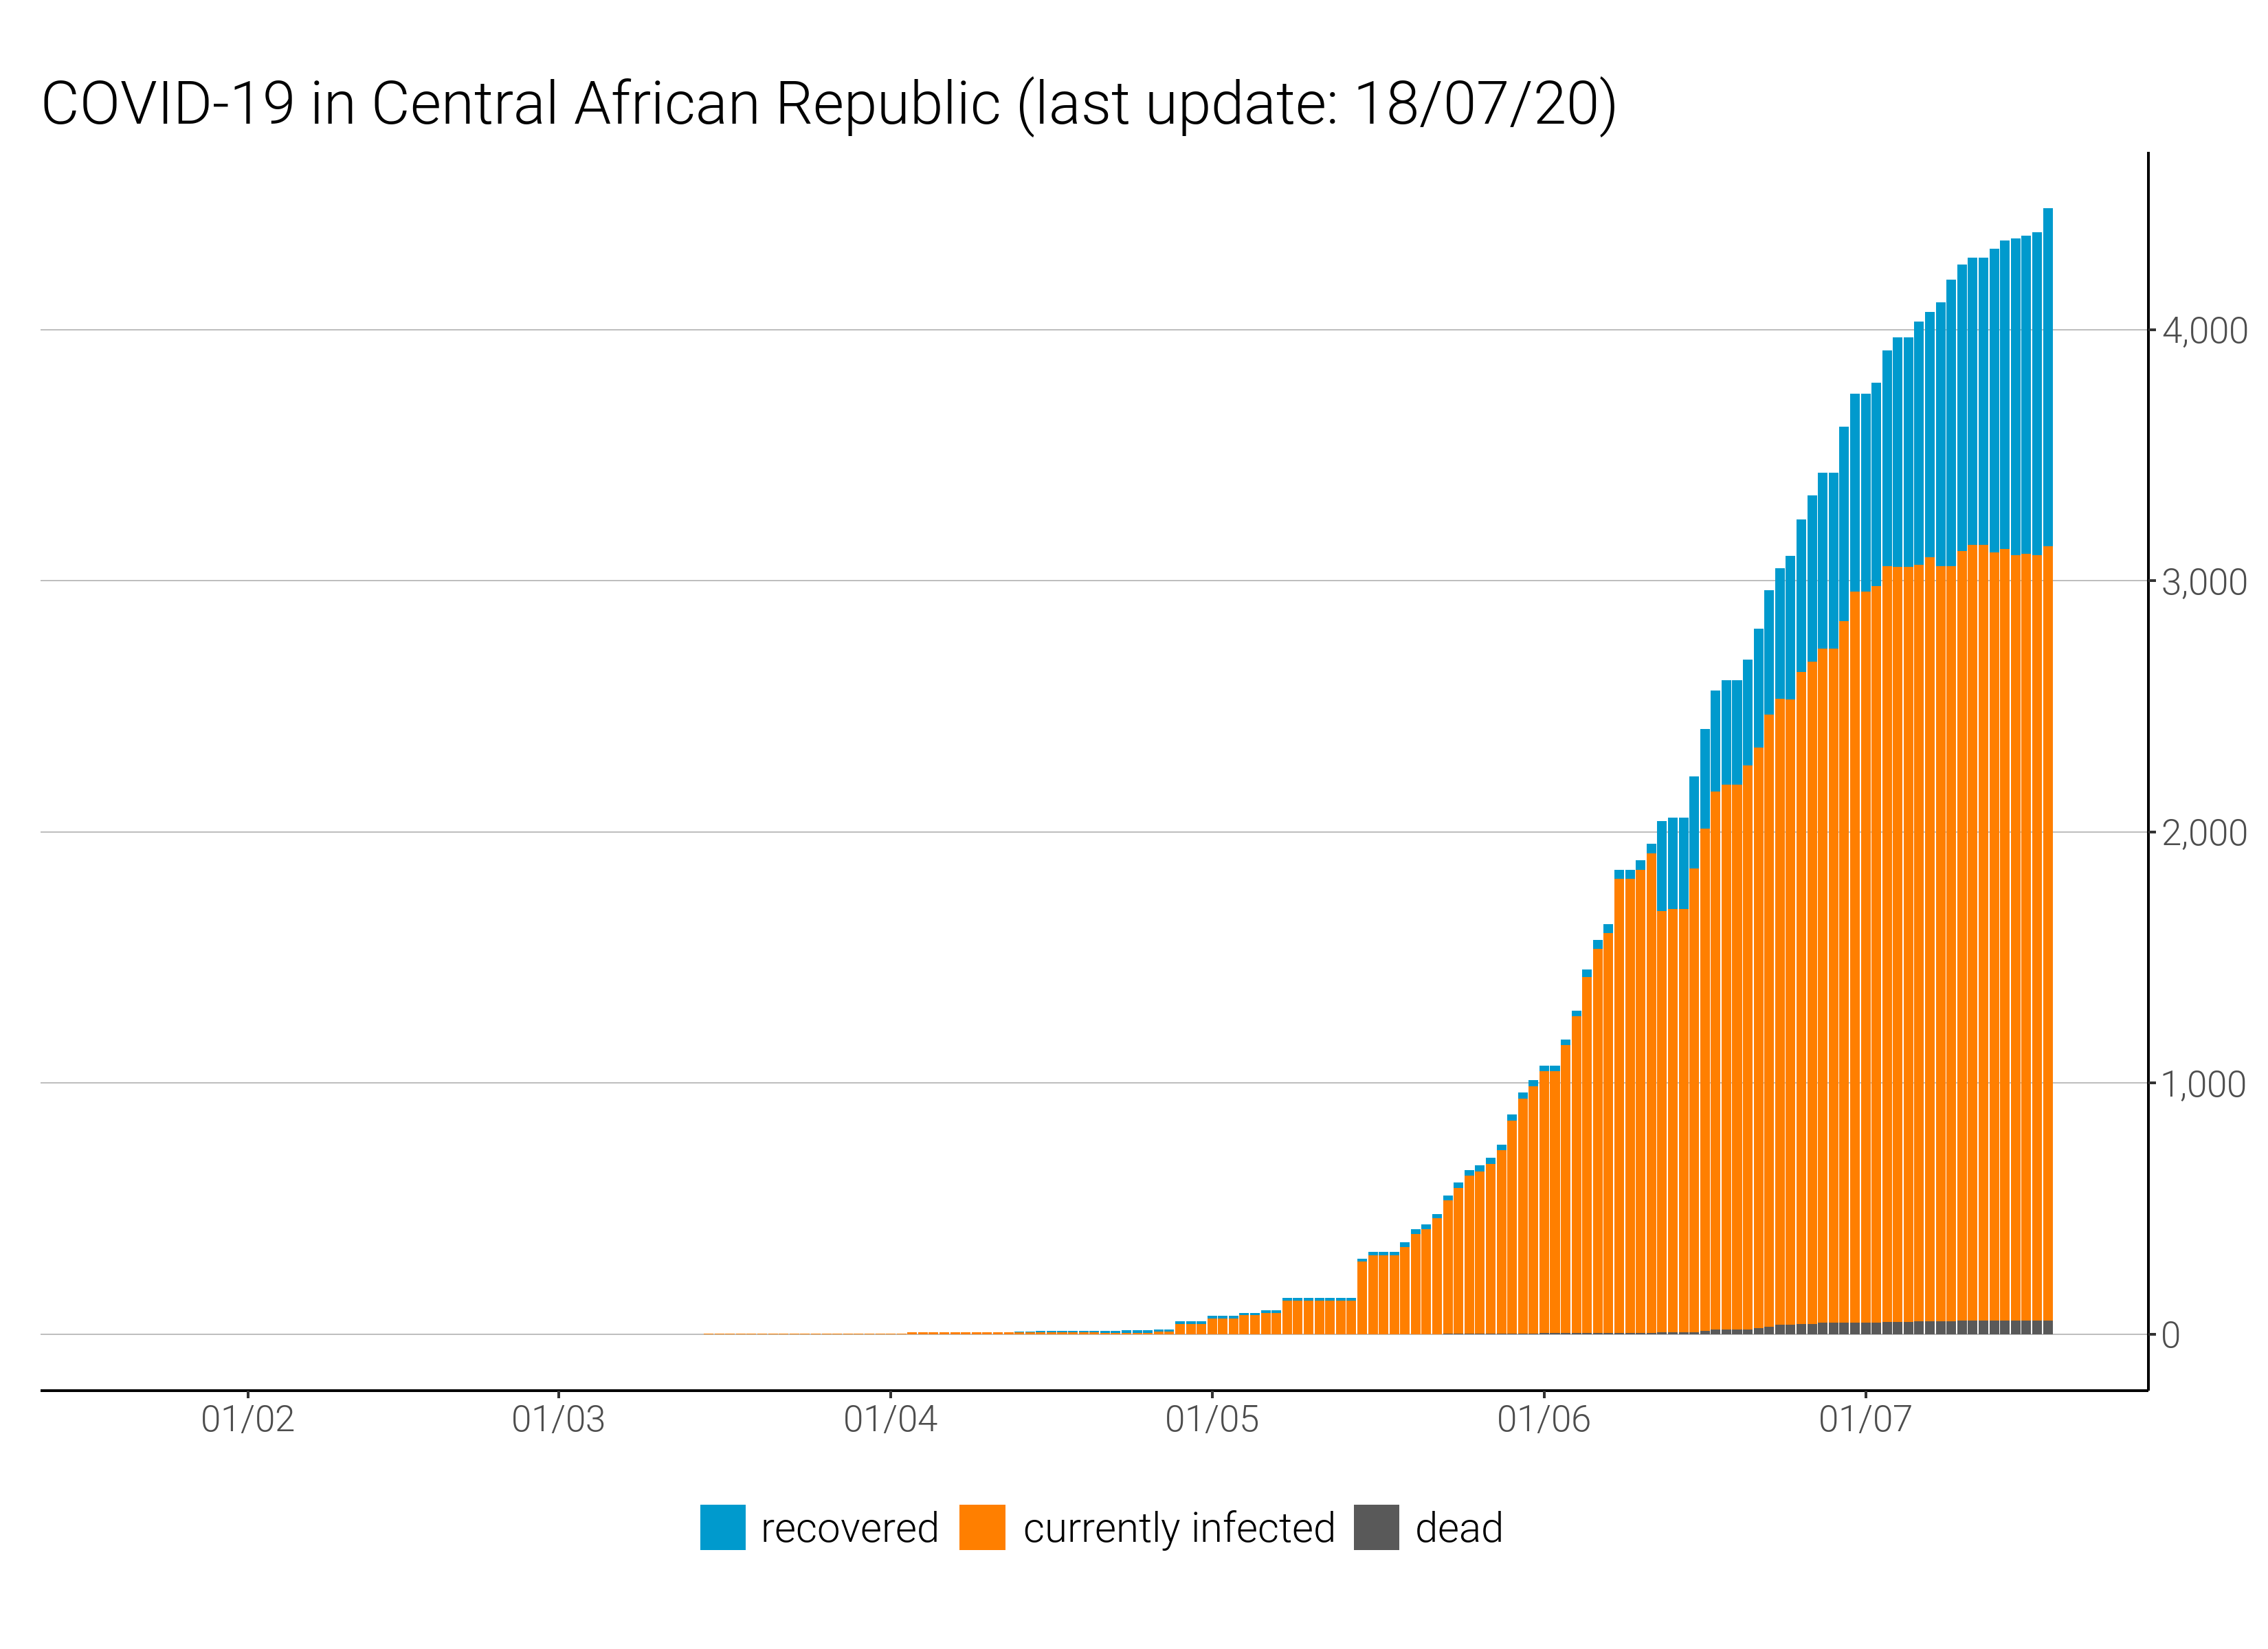 COVID-19 in Central African Republic (last update: 18/07/20)
4,000
3,000
2,000
1,000
0
01/02 01/03 01/04 01/05 01/06 01/07
recovered currently infected dead